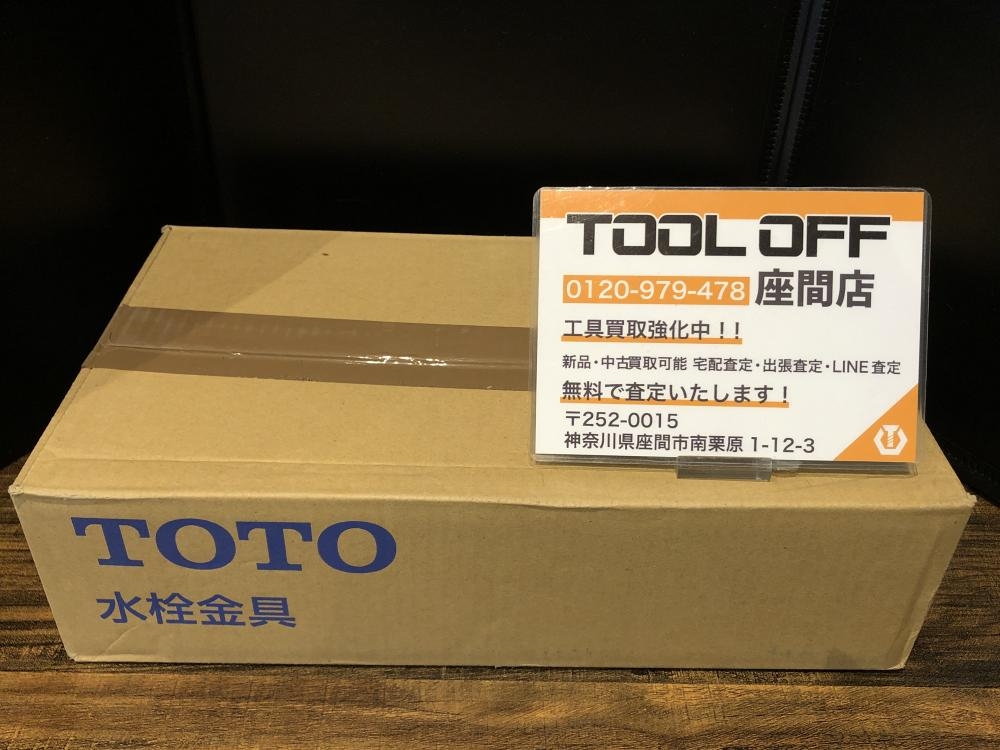 TOOL OFF
0120-979-478 座間店
工具買取強化中！！
新品・中古買取可能 宅配査定・出張査定・LINE査定
無料で査定いたします！
〒252-0015
神奈川県座間市南栗原 1-12-3
TOTO
水栓金具